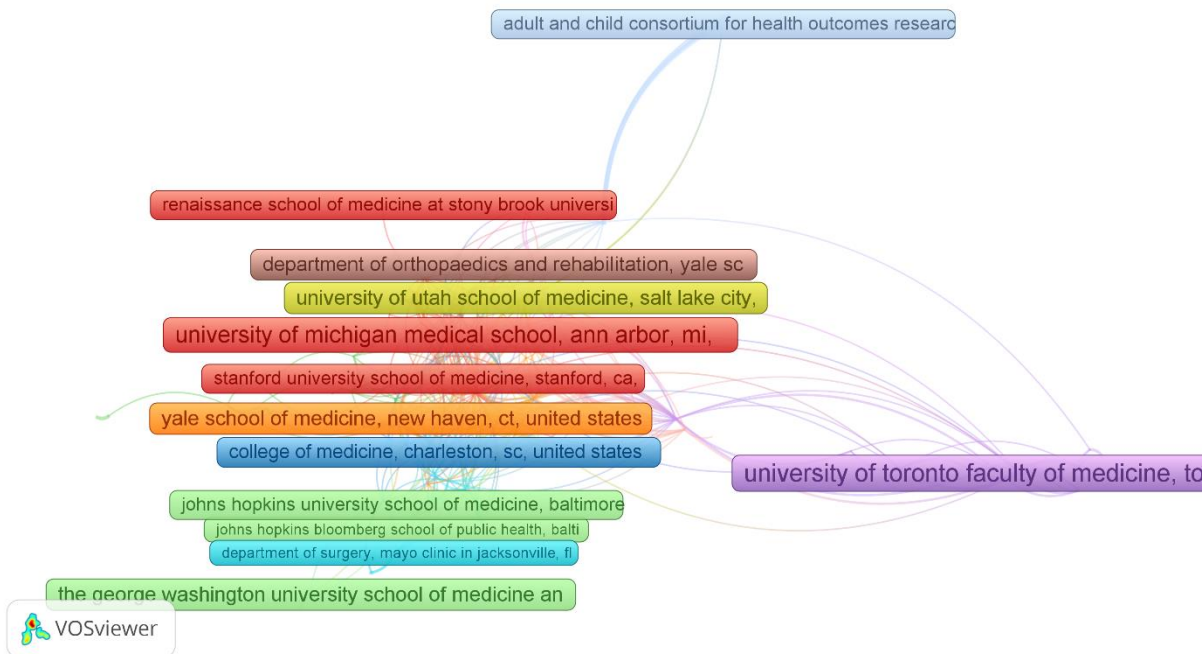 adult and child consortium for health outcomes researc
renaissance school of medicine at stony brook universi
department of orthopaedics and rehabilitation, yale sc
university of utah school of medicine, salt lake city,
university of michigan medical school, ann arbor, mi,
stanford university school of medicine, stanford, ca,
yale school of medicine, new haven, ct, united states
college of medicine, charleston, sc, united states
university of toronto faculty of medicine, to
johns hopkins university school of medicine, baltimore
johns hopkins bloomberg school of public health, balti
department of surgery, mayo clinic in jacksonville, fl
the george washington university school of medicine an
VOSviewer